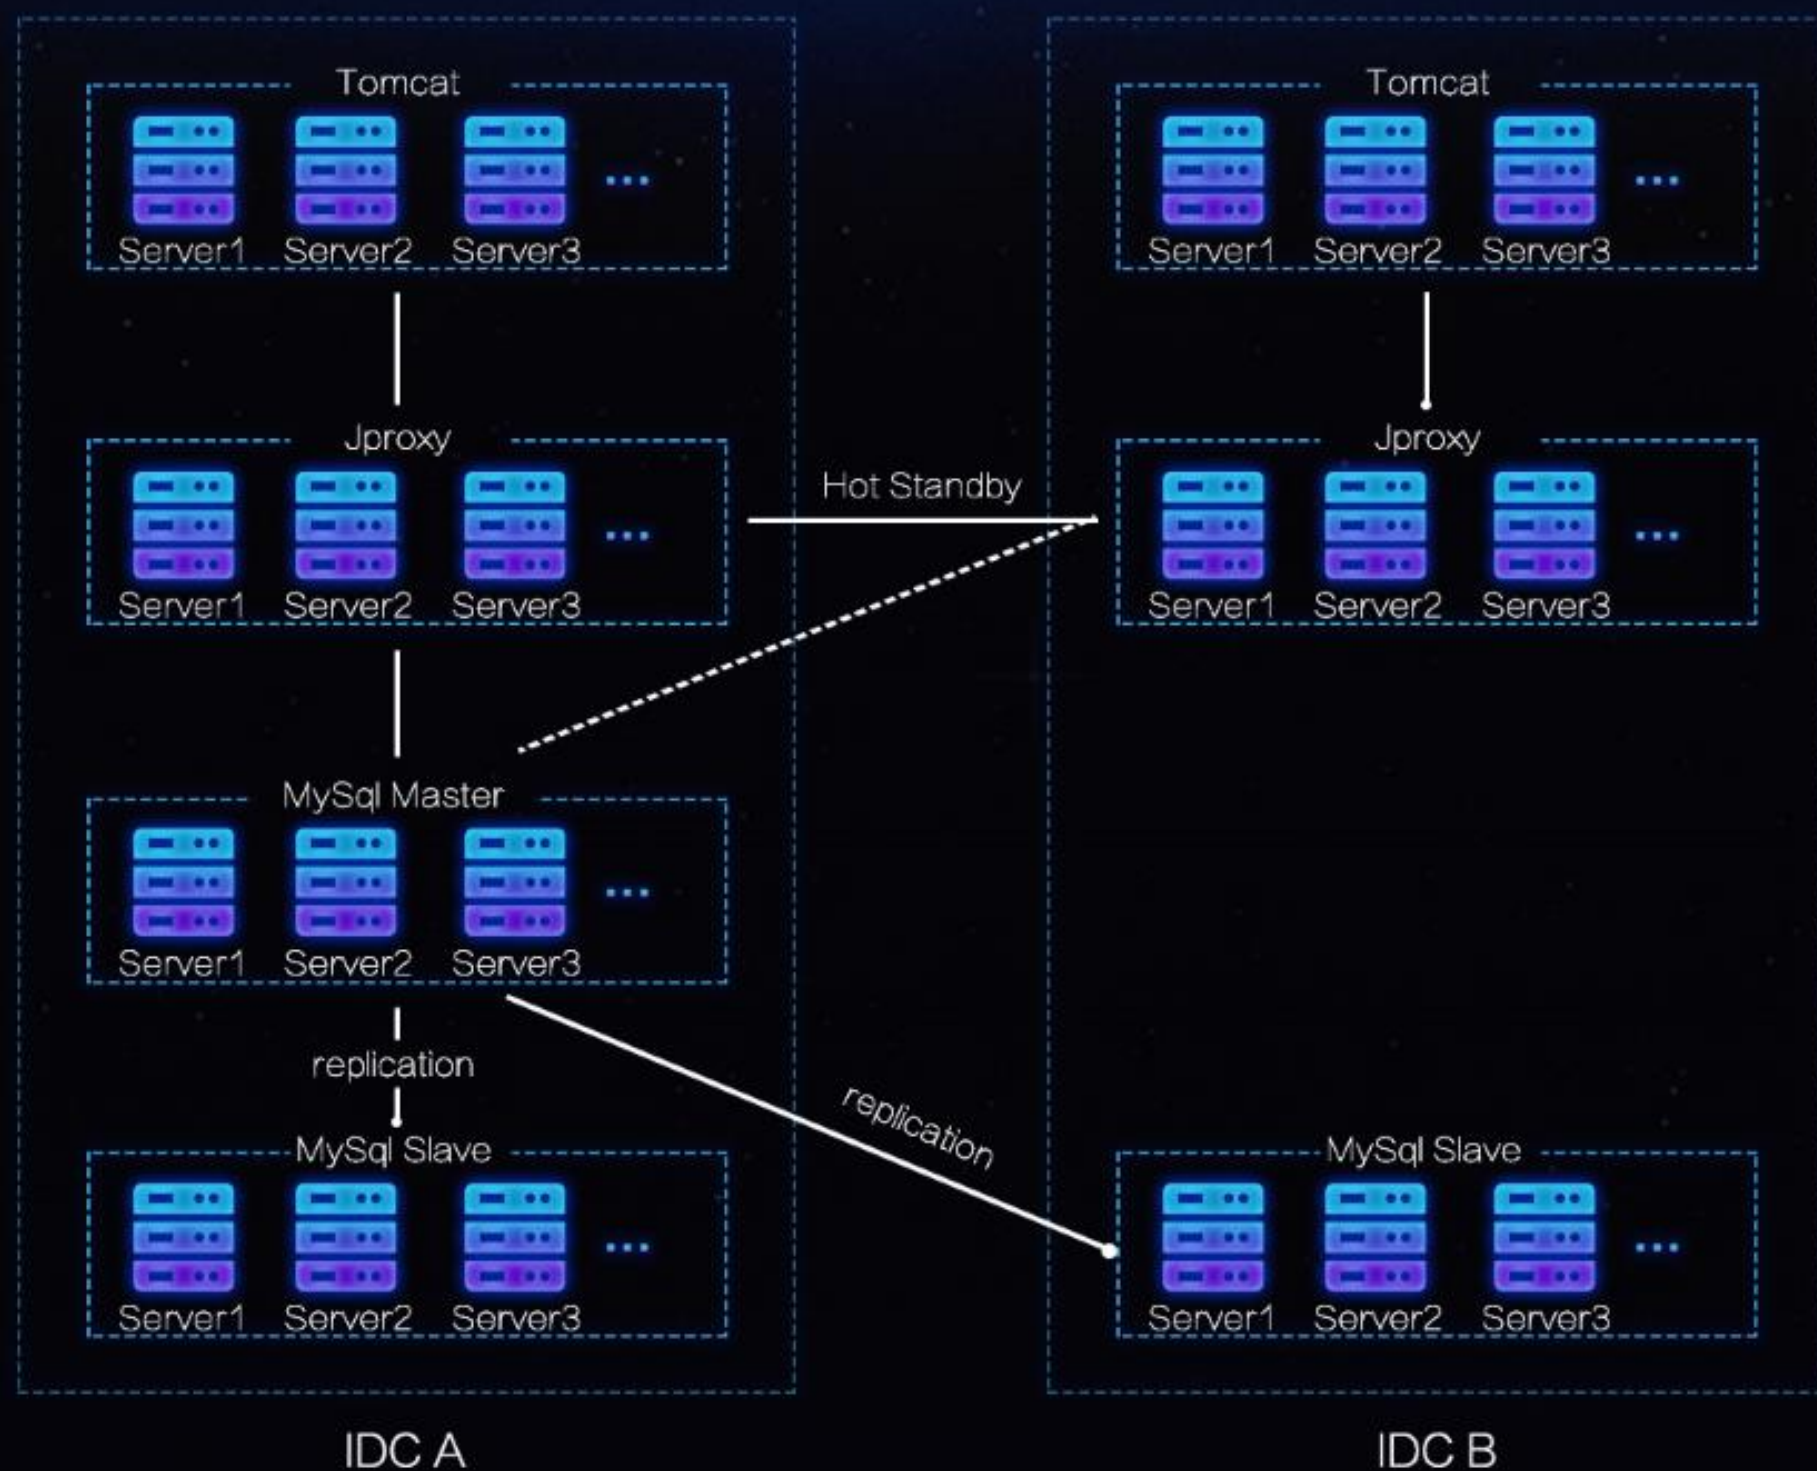 Tomcat
Server1 Server2 Server3 ...
Jproxy
Server1 Server2 Server3 ...
MySql Master
Server1 Server2 Server3 ...
replication
MySql Slave
Server1 Server2 Server3 ...
IDC A
Hot Standby
replication
Tomcat
Server1 Server2 Server3 ...
Jproxy
Server1 Server2 Server3 ...
MySql Slave
Server1 Server2 Server3 ...
IDC B